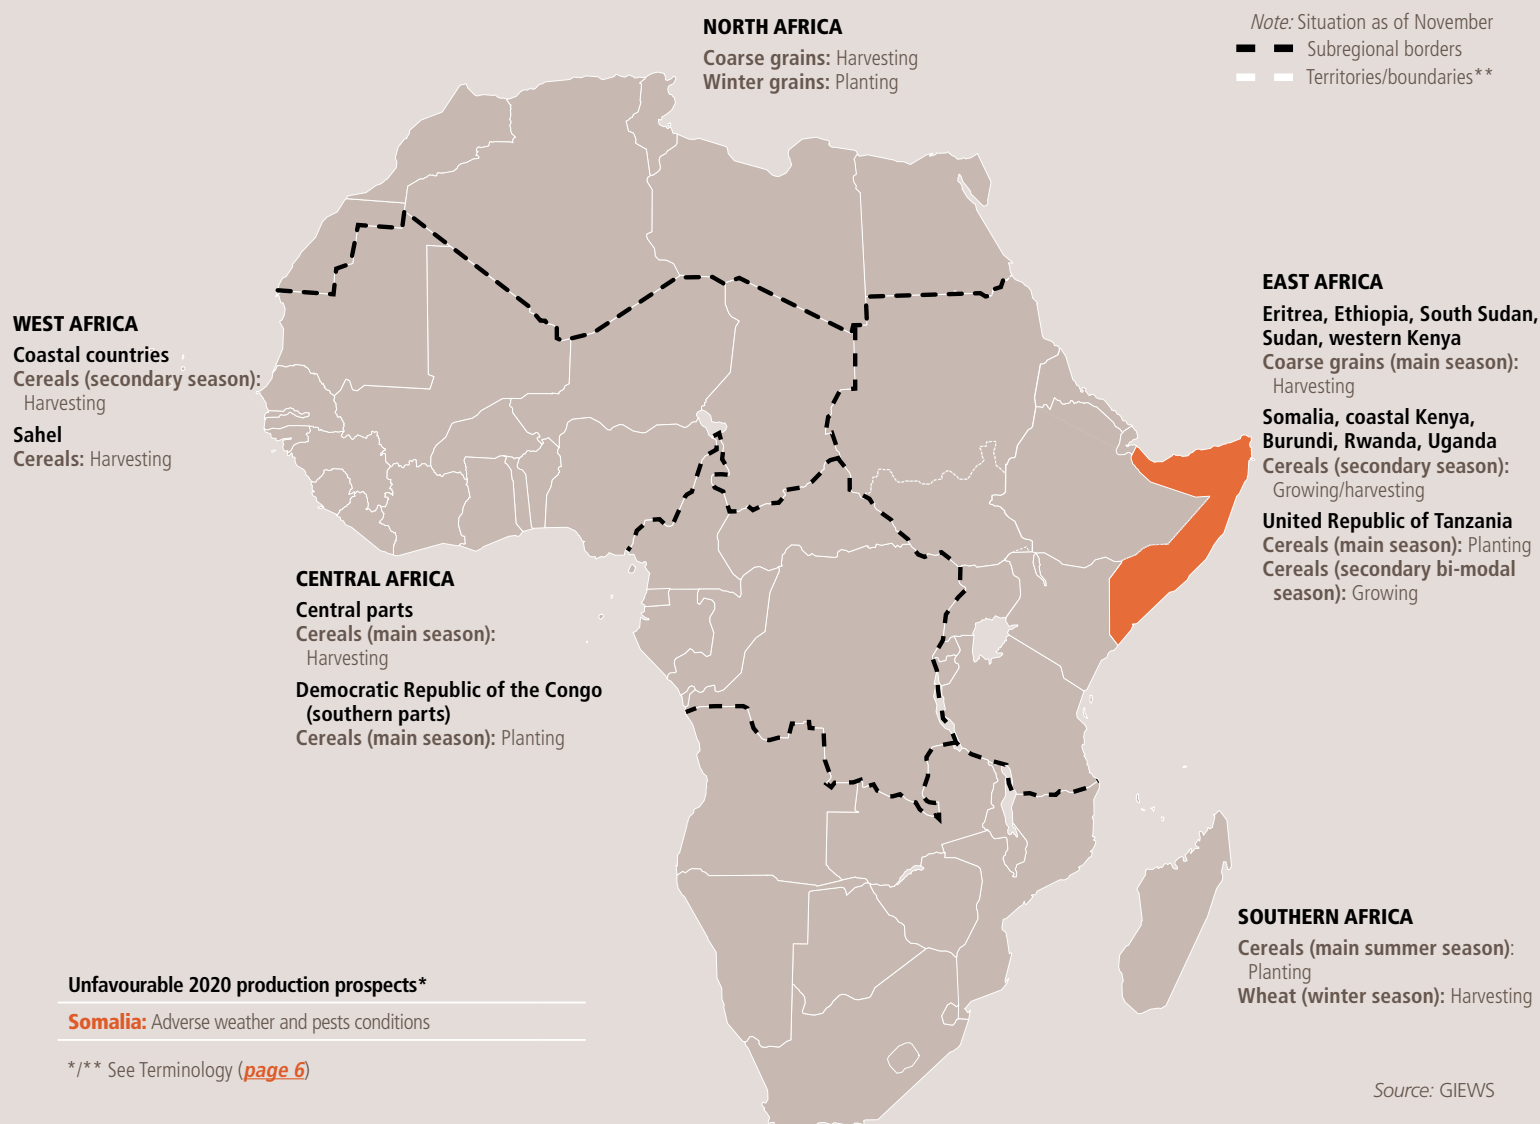 NORTH AFRICA
Coarse grains: Harvesting
Winter grains: Planting
Note: Situation as of November
Subregional borders
Territories/boundaries**
WEST AFRICA
Coastal countries
Cereals (secondary season):
Harvesting
Sahel
Cereals: Harvesting
EAST AFRICA
Eritrea, Ethiopia, South Sudan,
Sudan, western Kenya
Coarse grains (main season):
Harvesting
Somalia, coastal Kenya,
Burundi, Rwanda, Uganda
Cereals (secondary season):
Growing/harvesting
United Republic of Tanzania
Cereals (main season): Planting
Cereals (secondary bi-modal
season): Growing
CENTRAL AFRICA
Central parts
Cereals (main season):
Harvesting
Democratic Republic of the Congo
(southern parts)
Cereals (main season): Planting
SOUTHERN AFRICA
Cereals (main summer season):
Planting
Wheat (winter season): Harvesting
Unfavourable 2020 production prospects*
Somalia: Adverse weather and pests conditions
*/** See Terminology (page 6)
Source: GIEWS